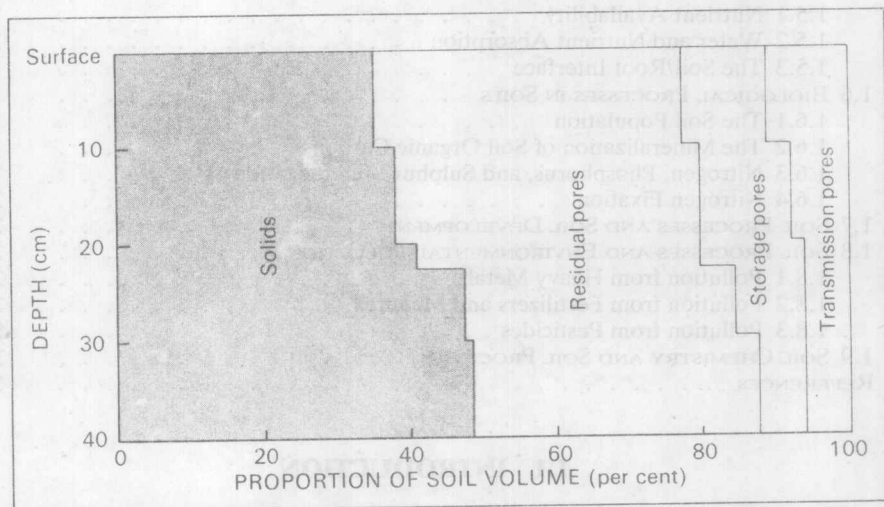 Surface
10
20
30
40
DEPTH (cm)
Solids
Residual pores
Storage pores
Transmission pores
0 20 40 60 80 100
PROPORTION OF SOIL VOLUME (per cent)
1.5.1 Nutrient Availability
1.5.2 Water and Nutrient Absorption
1.5.3 The Soil/Root Interface
1.6 BIOLOGICAL PROCESSES IN SOILS
1.6.1 The Soil Population
1.6.2 The Mineralization of Soil Organic
1.6.3 Nitrogen, Phosphorus, and Sulphur
1.6.4 Nitrogen Fixation
1.7 SOIL PROCESSES AND SOIL DEVELOPMENT
1.8 SOIL PROCESSES AND ENVIRONMENTAL
1.8.1 Pollution from Heavy Metals
1.8.2 Pollution from Fertilizers and
1.8.3 Pollution from Pesticides
1.9 SOIL CHEMISTRY AND SOIL
REFERENCES
INTRODUCTION